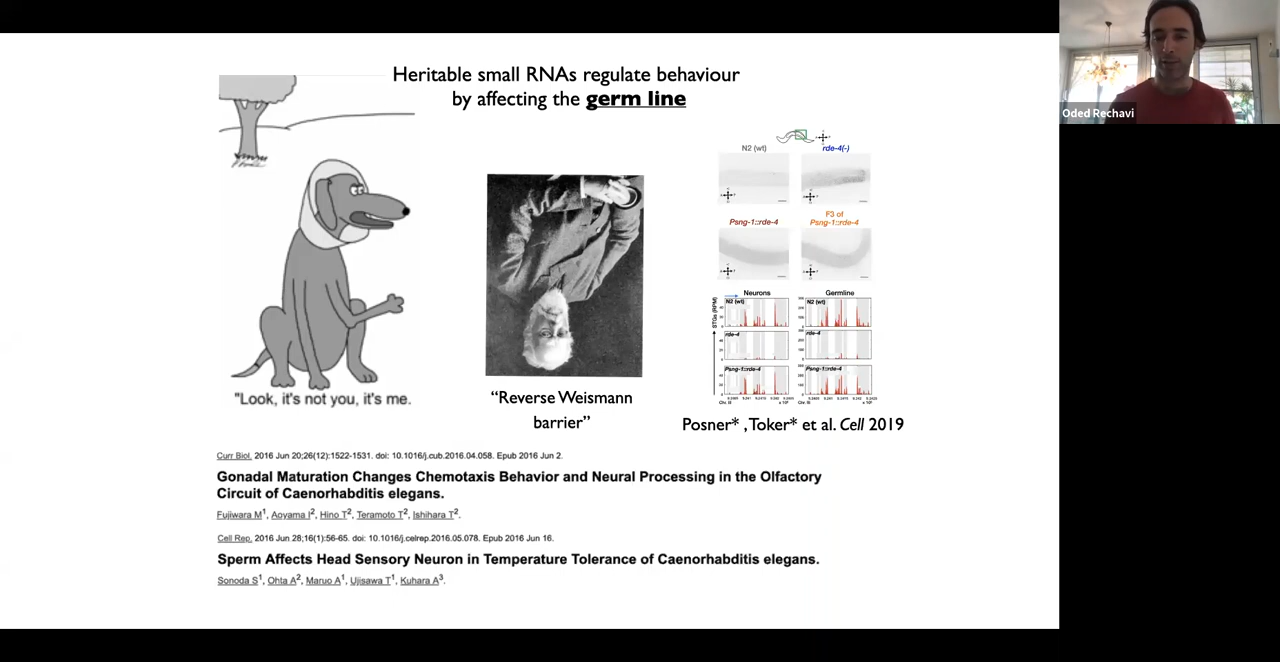 Heritable small RNAs regulate behaviour
by affecting the germ line
Oded Rechavi
N2 (wt)
rde-4(-)
Psng-1::rde-4
F3 of
Psng-1::rde-4
Neurons
Germline
STGs (RPM)
N2 (wt)
N2 (wt)
rde-4
rde-4
Psng-1::rde-4
Psng-1::rde-4
Chr. III
"Look, it's not you, it's me.
“Reverse Weismann
barrier”
Posner* , Toker* et al. Cell 2019
Curr Biol. 2016 Jun 20;26(12):1522-1531. doi: 10.1016/j.cub.2016.04.058. Epub 2016 Jun 2.
Gonadal Maturation Changes Chemotaxis Behavior and Neural Processing in the Olfactory
Circuit of Caenorhabditis elegans.
Fujiwara M1, Aoyama I2, Hino T2, Teramoto T2, Ishihara T2.
Cell Rep. 2016 Jun 28;16(1):56-65. doi: 10.1016/j.celrep.2016.05.078. Epub 2016 Jun 16.
Sperm Affects Head Sensory Neuron in Temperature Tolerance of Caenorhabditis elegans.
Sonoda S1, Ohta A2, Maruo A1, Ujisawa T1, Kuhara A3.